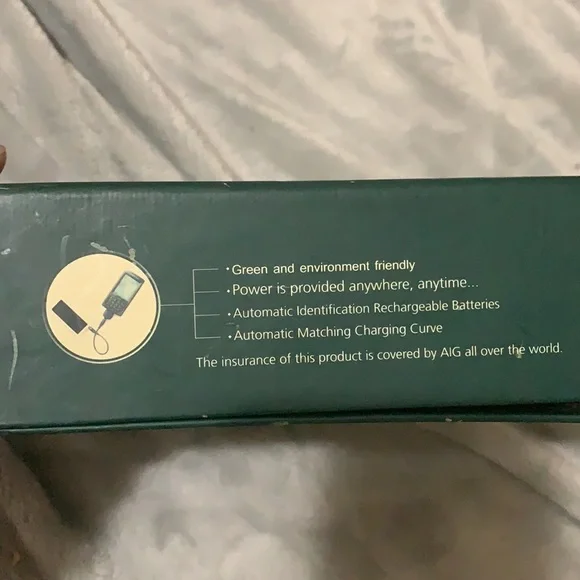 • Green and environment friendly
• Power is provided anywhere, anytime...
• Automatic Identification Rechargeable Batteries
• Automatic Matching Charging Curve
The insurance of this product is covered by AIG all over the world.